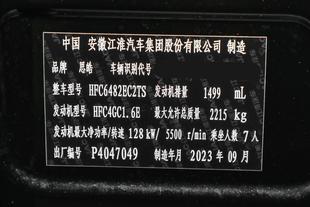 中国 安徽江淮汽车集团股份有限公司 制造
品牌 思皓 车辆识别代号
整车型号 HFC6482EC2TS 发动机排量 1499 mL
发动机型号 HFC4GC1.6E 最大允许总质量 2215 kg
发动机最大净功率/转速 128 kW/ 5500 r/min 乘坐人数 7 人
出厂编号 P4047049 制造年月 2023 年 09 月